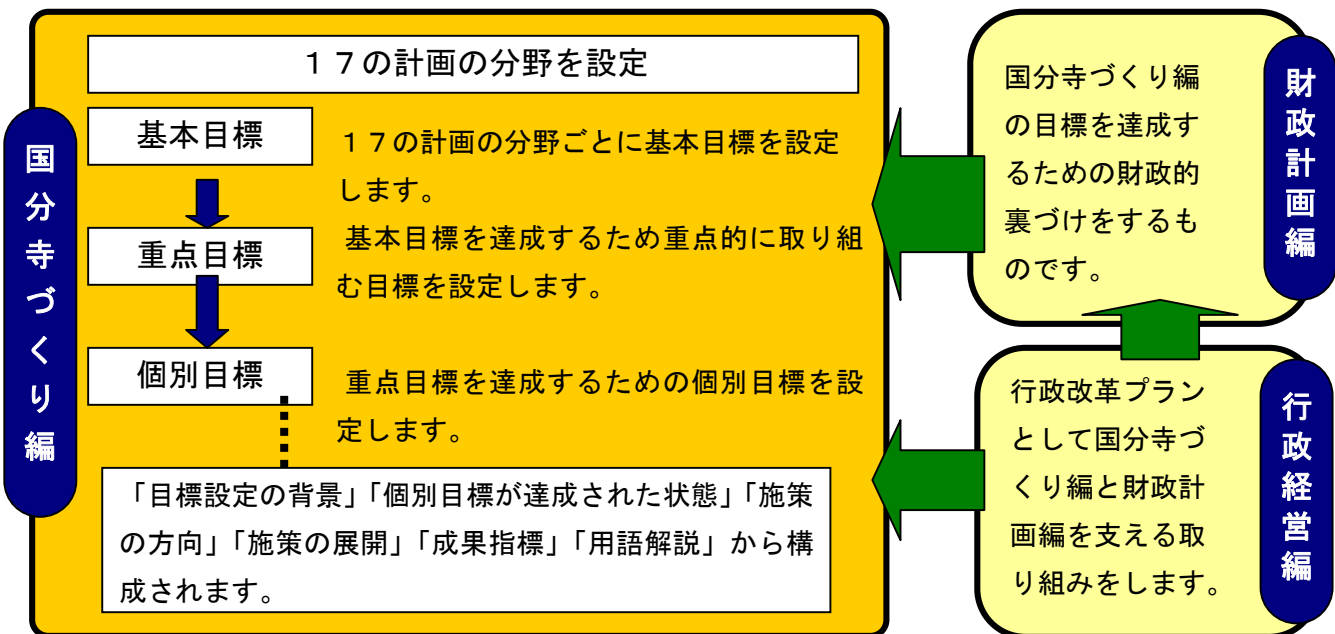 国分寺づくり編
１７の計画の分野を設定
基本目標
１７の計画の分野ごとに基本目標を設定
します。
重点目標
基本目標を達成するため重点的に取り組
む目標を設定します。
個別目標
重点目標を達成するための個別目標を設
定します。
「目標設定の背景」「個別目標が達成された状態」「施策
の方向」「施策の展開」「成果指標」「用語解説」から構
成されます。
国分寺づくり編
の目標を達成す
るための財政的
裏づけをするも
のです。
財政計画編
行政改革プラン
として国分寺づ
くり編と財政計
画編を支える取
り組みをします。
行政経営編